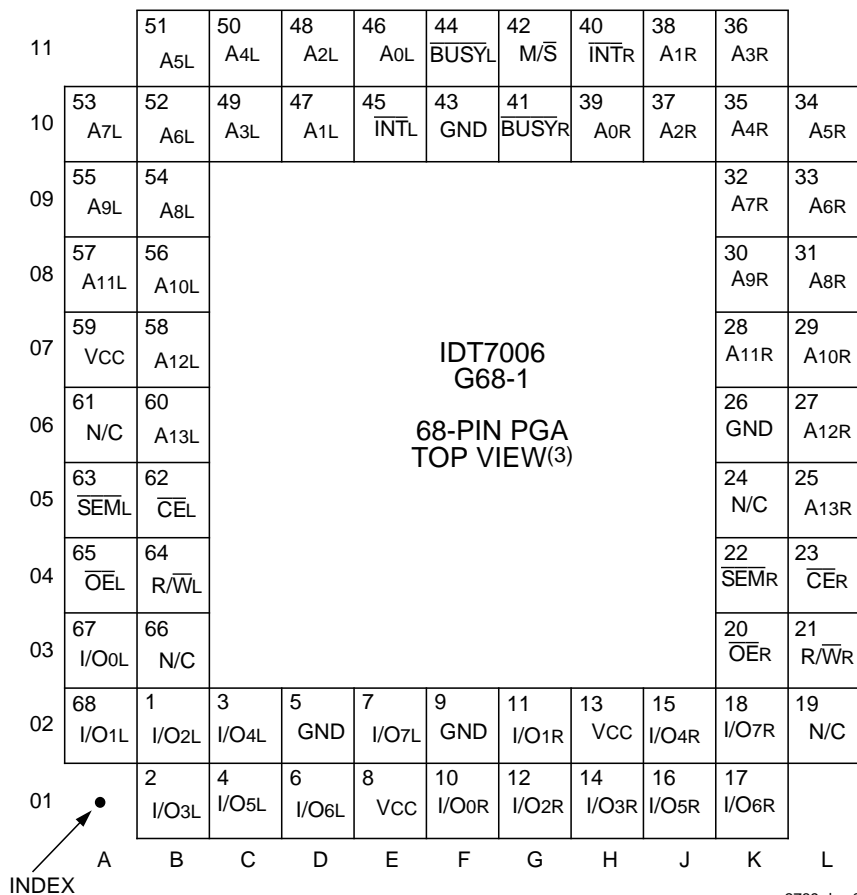 51 50 48 46 44 42 40 38 36
11 A5L A4L A2L A0L BUSYL M/S INTR A1R A3R
53 52 49 47 45 43 41 39 37 35 34
10 A7L A6L A3L A1L INTL GND BUSYR A0R A2R A4R A5R
55 54 32 33
09 A9L A8L A7R A6R
57 56 30 31
08 A11L A10L A9R A8R
59 58 28 29
07 VCC A12L A11R A10R
IDT7006
G68-1
61 60 26 27
06 N/C A13L GND A12R
68-PIN PGA
TOP VIEW(3)
63 62 24 25
05 SEML CEL N/C A13R
65 64 22 23
04 OEL R/WL SEMR CER
67 66 20 21
03 I/O0L N/C OER R/WR
68 1 3 5 7 9 11 13 15 18 19
02 I/O1L I/O2L I/O4L GND I/O7L GND I/O1R VCC I/O4R I/O7R N/C
2 4 6 8 10 12 14 16 17
01 I/O3L I/O5L I/O6L VCC I/O0R I/O2R I/O3R I/O5R I/O6R
A B C D E F G H J K L
INDEX